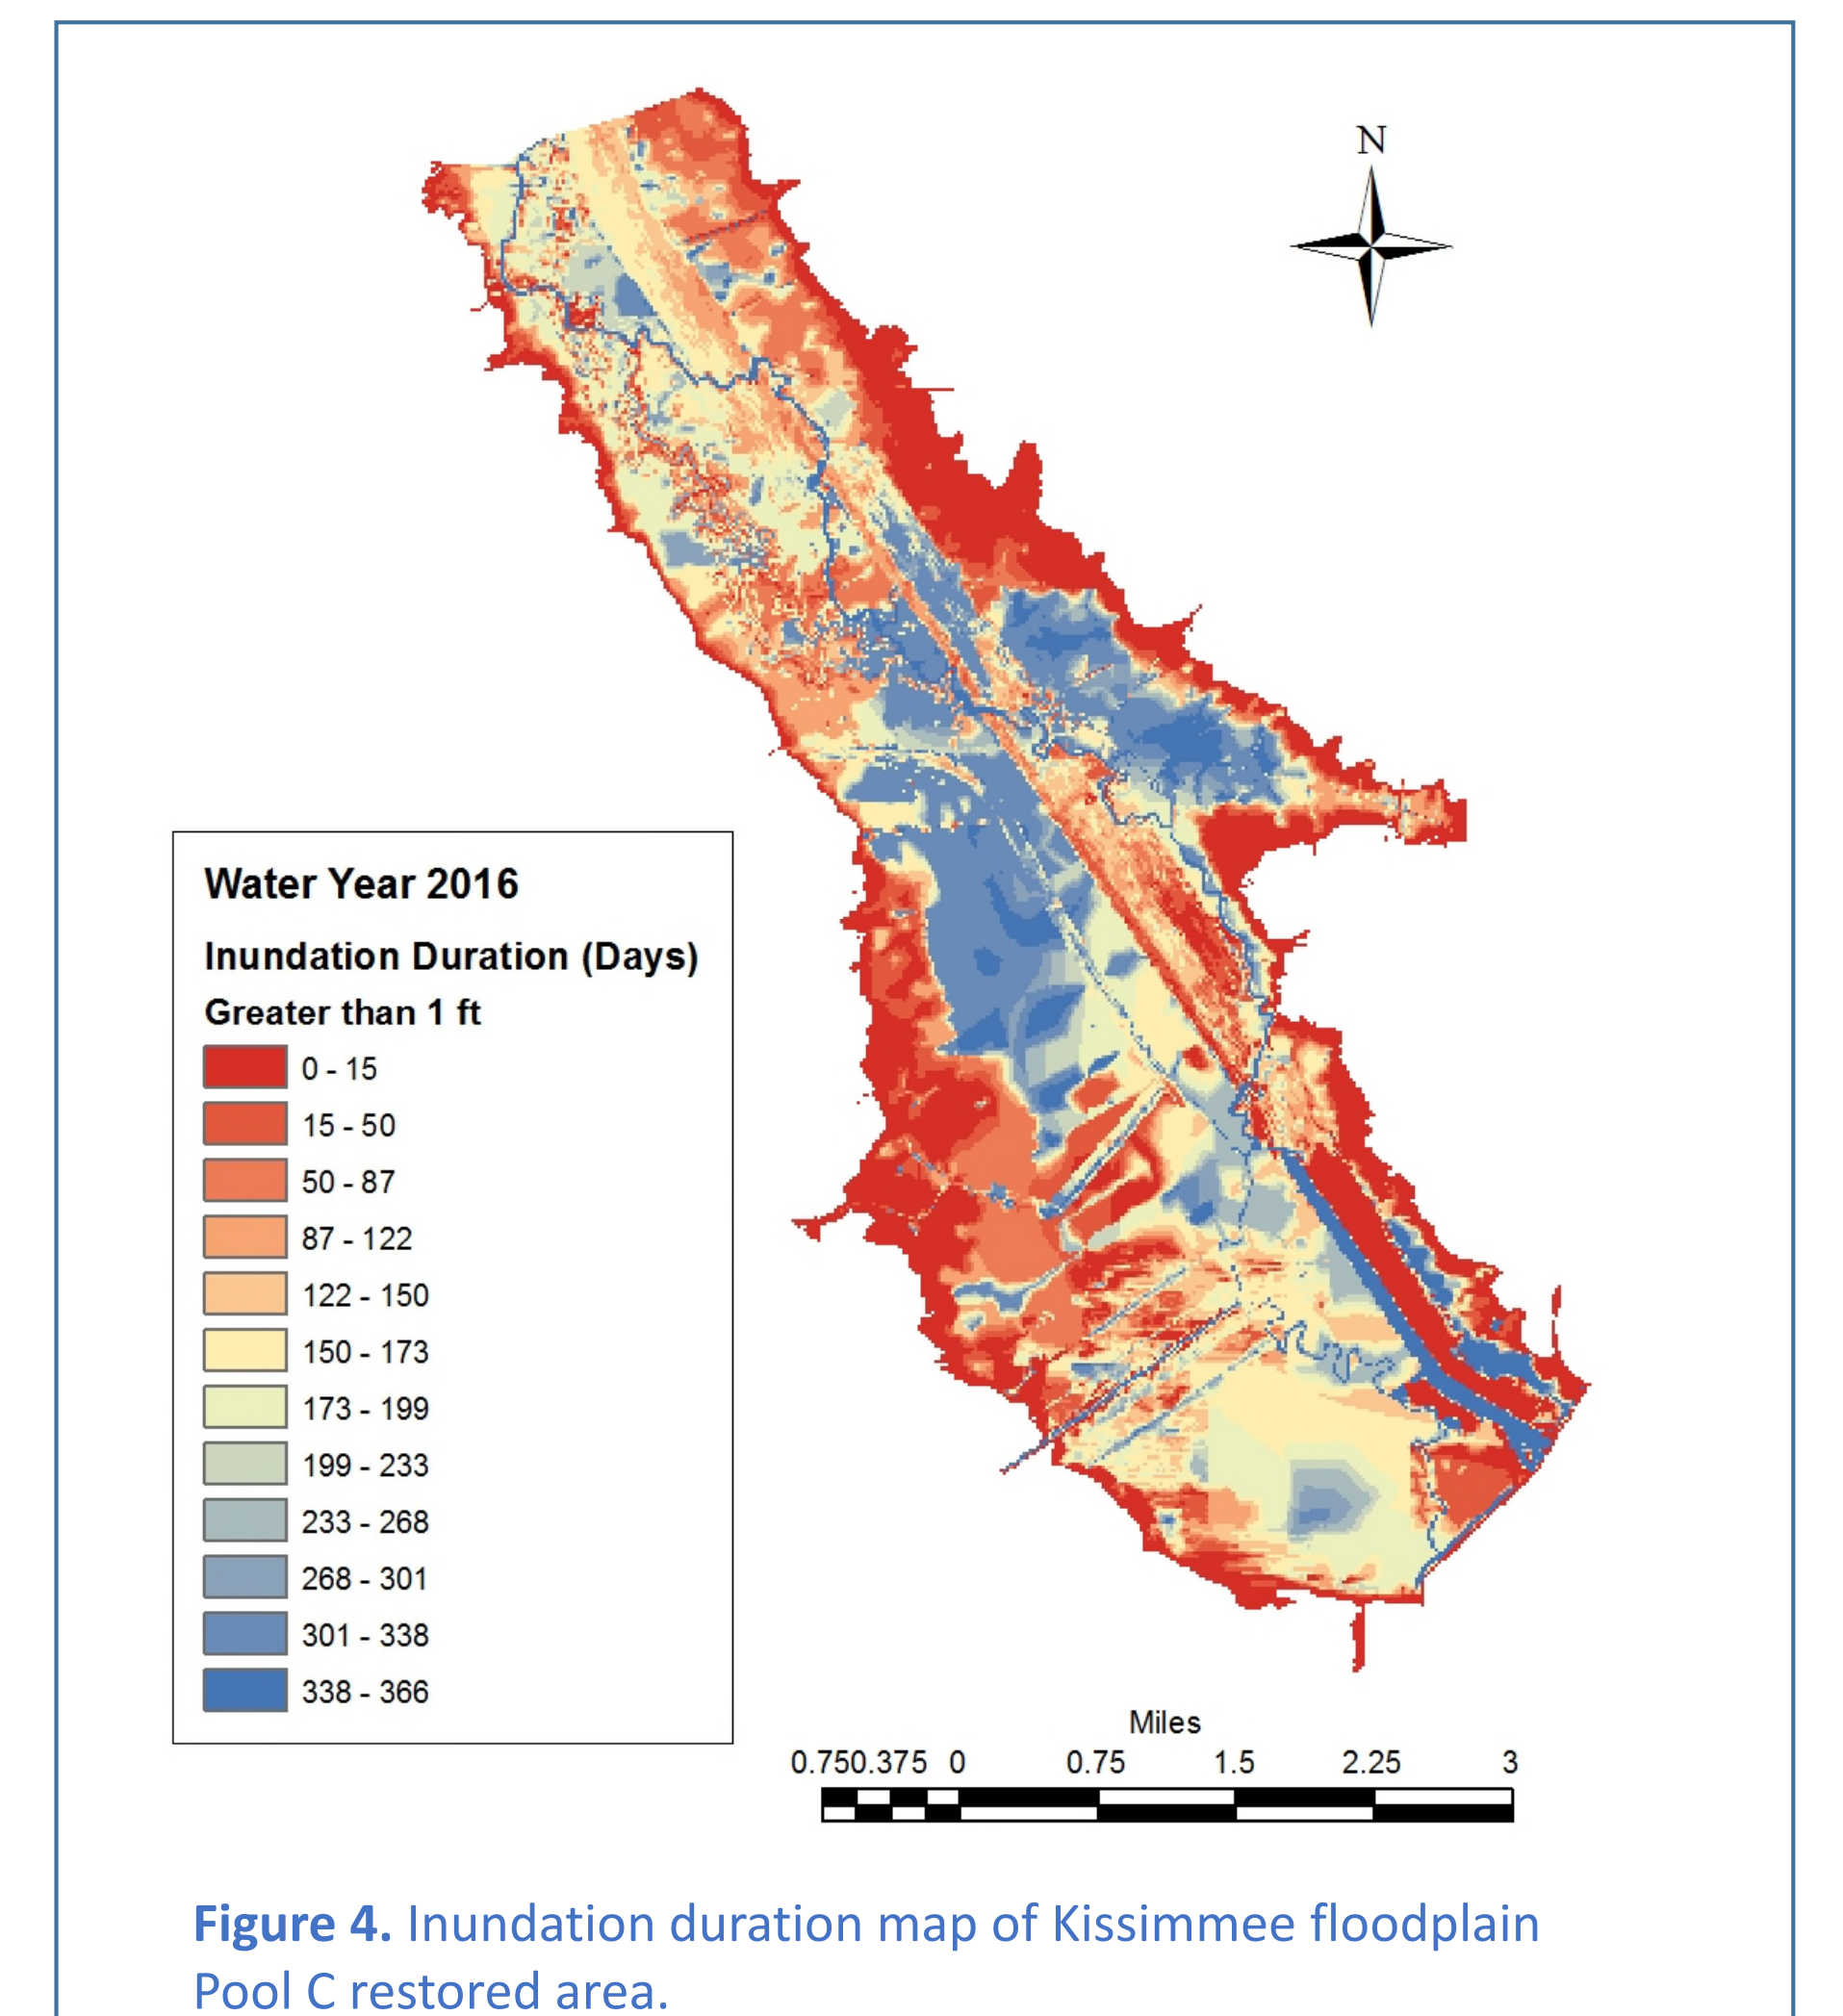 N
Water Year 2016
Inundation Duration (Days)
Greater than 1 ft
0 - 15
15 - 50
50 - 87
87 - 122
122 - 150
150 - 173
173 - 199
199 - 233
233 - 268
268 - 301
301 - 338
338 - 366
Miles
0.750.375 0 0.75 1.5 2.25 3
Figure 4. Inundation duration map of Kissimmee floodplain
Pool C restored area.